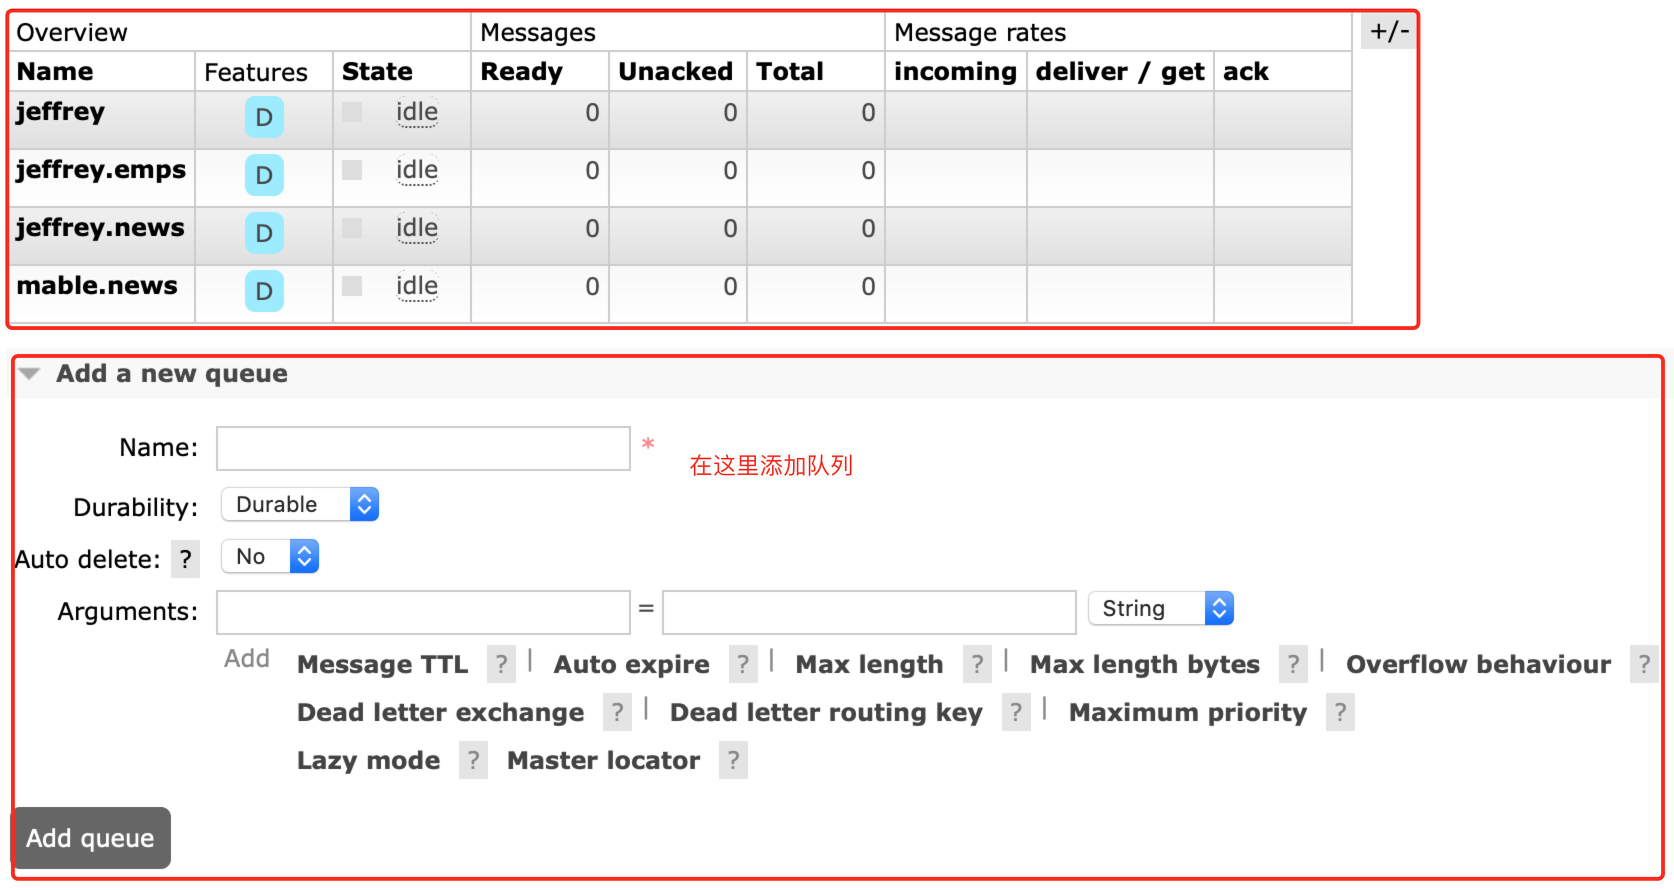 Overview Messages Message rates +/-
Name Features State Ready Unacked Total incoming deliver / get ack
jeffrey D idle 0 0 0
jeffrey.emps D idle 0 0 0
jeffrey.news D idle 0 0 0
mable.news D idle 0 0 0
Add a new queue
Name: *
在这里添加队列
Durability: Durable
Auto delete: ? No
Arguments: = String
Add Message TTL ? | Auto expire ? | Max length ? | Max length bytes ? | Overflow behaviour ?
Dead letter exchange ? | Dead letter routing key ? | Maximum priority ?
Lazy mode ? Master locator ?
Add queue